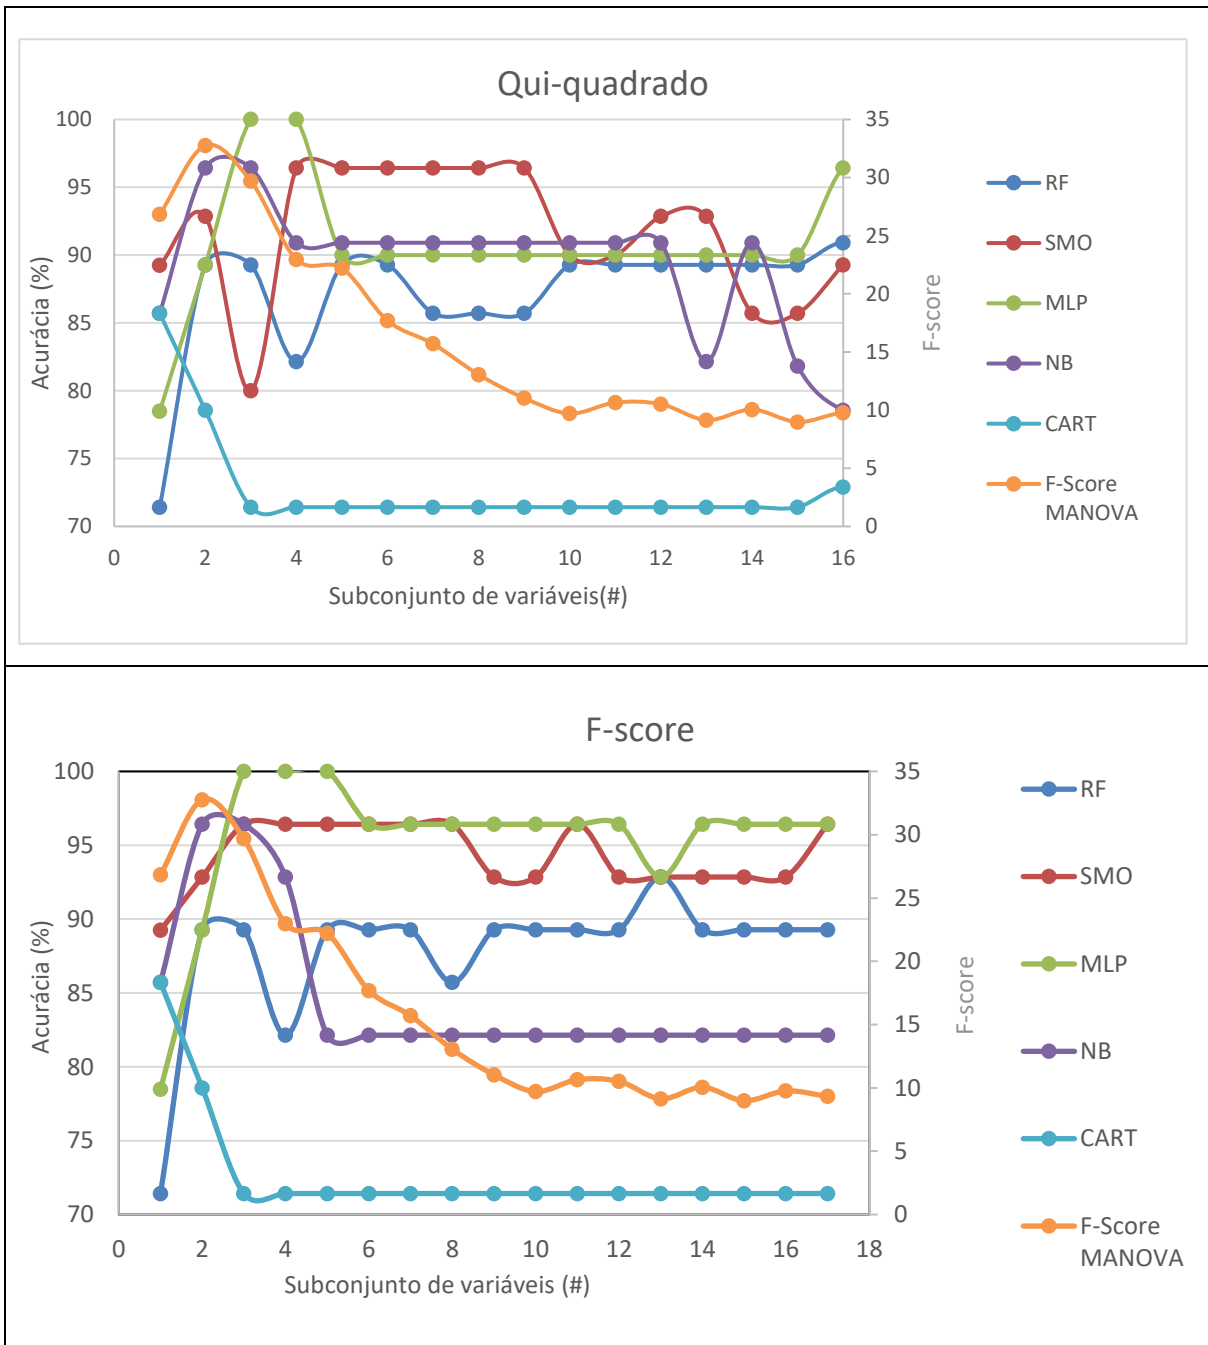 Qui-quadrado
100
95
90
85
80
75
70
Acurácia (%)
35
30
25
20
15
10
5
0
F-score
0 2 4 6 8 10 12 14 16
Subconjunto de variáveis(#)
RF
SMO
MLP
NB
CART
F-Score
MANOVA
F-score
100
95
90
85
80
75
70
Acurácia (%)
35
30
25
20
15
10
5
0
F-score
0 2 4 6 8 10 12 14 16 18
Subconjunto de variáveis (#)
RF
SMO
MLP
NB
CART
F-Score
MANOVA